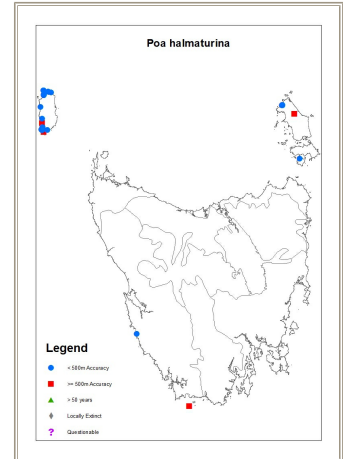 Poa halmaturina
Legend
< 500m Accuracy
>= 500m Accuracy
> 50 years
Locally Extinct
? Questionable